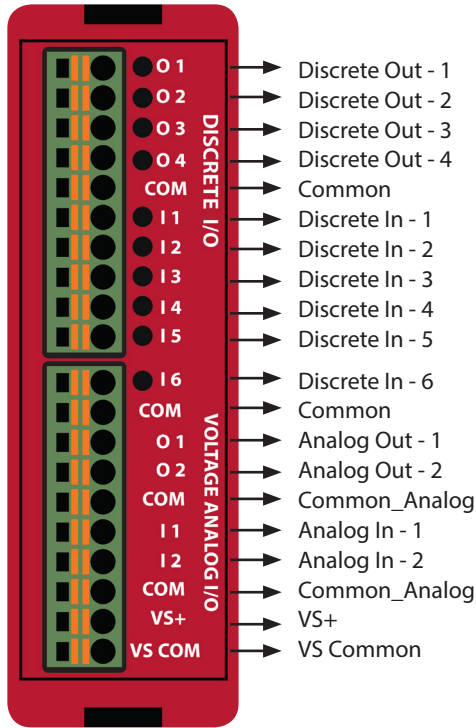 O 1 Discrete Out - 1
O 2 Discrete Out - 2
O 3 Discrete Out - 3
O 4 Discrete Out - 4
COM Common
I 1 Discrete In - 1
I 2 Discrete In - 2
I 3 Discrete In - 3
I 4 Discrete In - 4
I 5 Discrete In - 5
DISCRETE I/O
I 6 Discrete In - 6
COM Common
O 1 Analog Out - 1
O 2 Analog Out - 2
COM Common_Analog
I 1 Analog In - 1
I 2 Analog In - 2
COM Common_Analog
VS+ VS+
VS COM VS Common
VOLTAGE ANALOG I/O